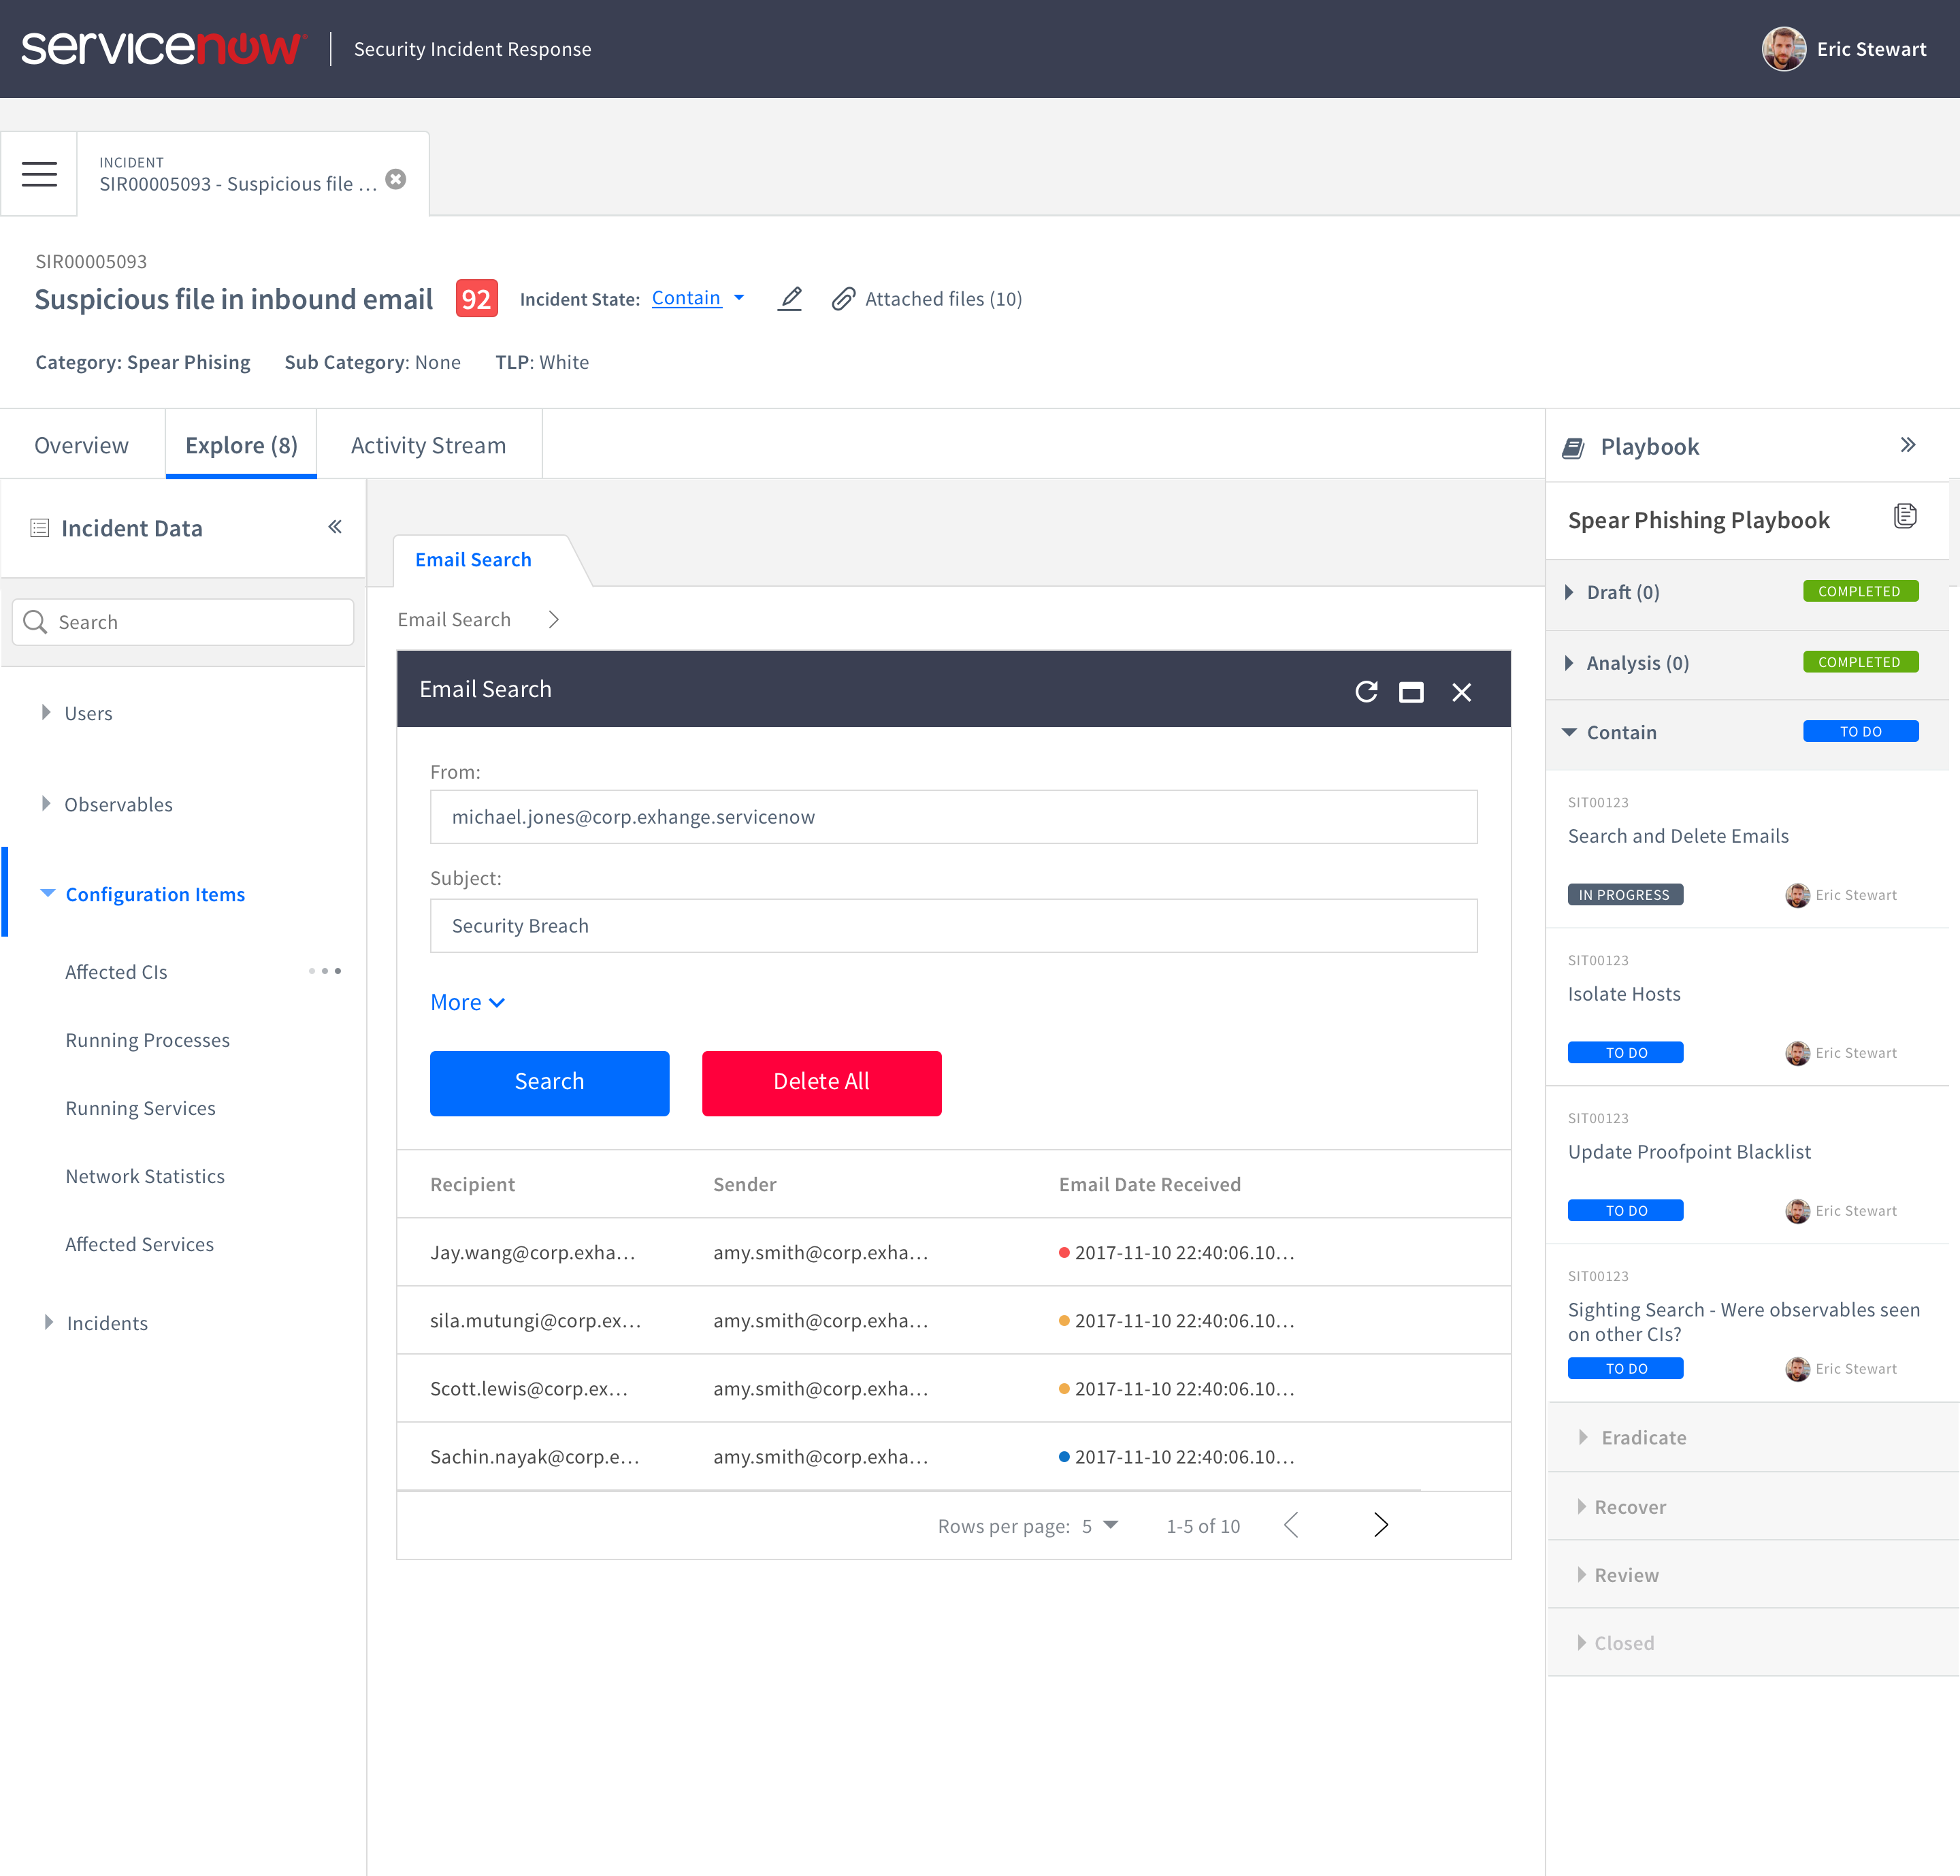 servicenow Security Incident Response Eric Stewart
INCIDENT
SIR00005093 - Suspicious file ...
SIR00005093
Suspicious file in inbound email 92 Incident State: Contain Attached files (10)
Category: Spear Phising Sub Category: None TLP: White
Overview Explore (8) Activity Stream
Incident Data
Search
Users
Observables
Configuration Items
Affected CIs
Running Processes
Running Services
Network Statistics
Affected Services
Incidents
Email Search
Email Search
Email Search
From:
michael.jones@corp.exhange.servicenow
Subject:
Security Breach
More
Search Delete All
Recipient Sender Email Date Received
Jay.wang@corp.exha... amy.smith@corp.exha... 2017-11-10 22:40:06.10...
sila.mutungi@corp.ex... amy.smith@corp.exha... 2017-11-10 22:40:06.10...
Scott.lewis@corp.ex... amy.smith@corp.exha... 2017-11-10 22:40:06.10...
Sachin.nayak@corp.e... amy.smith@corp.exha... 2017-11-10 22:40:06.10...
Rows per page: 5 1-5 of 10
Playbook
Spear Phishing Playbook
Draft (0) COMPLETED
Analysis (0) COMPLETED
Contain TO DO
SIT00123
Search and Delete Emails
IN PROGRESS Eric Stewart
SIT00123
Isolate Hosts
TO DO Eric Stewart
SIT00123
Update Proofpoint Blacklist
TO DO Eric Stewart
SIT00123
Sighting Search - Were observables seen
on other CIs?
TO DO Eric Stewart
Eradicate
Recover
Review
Closed